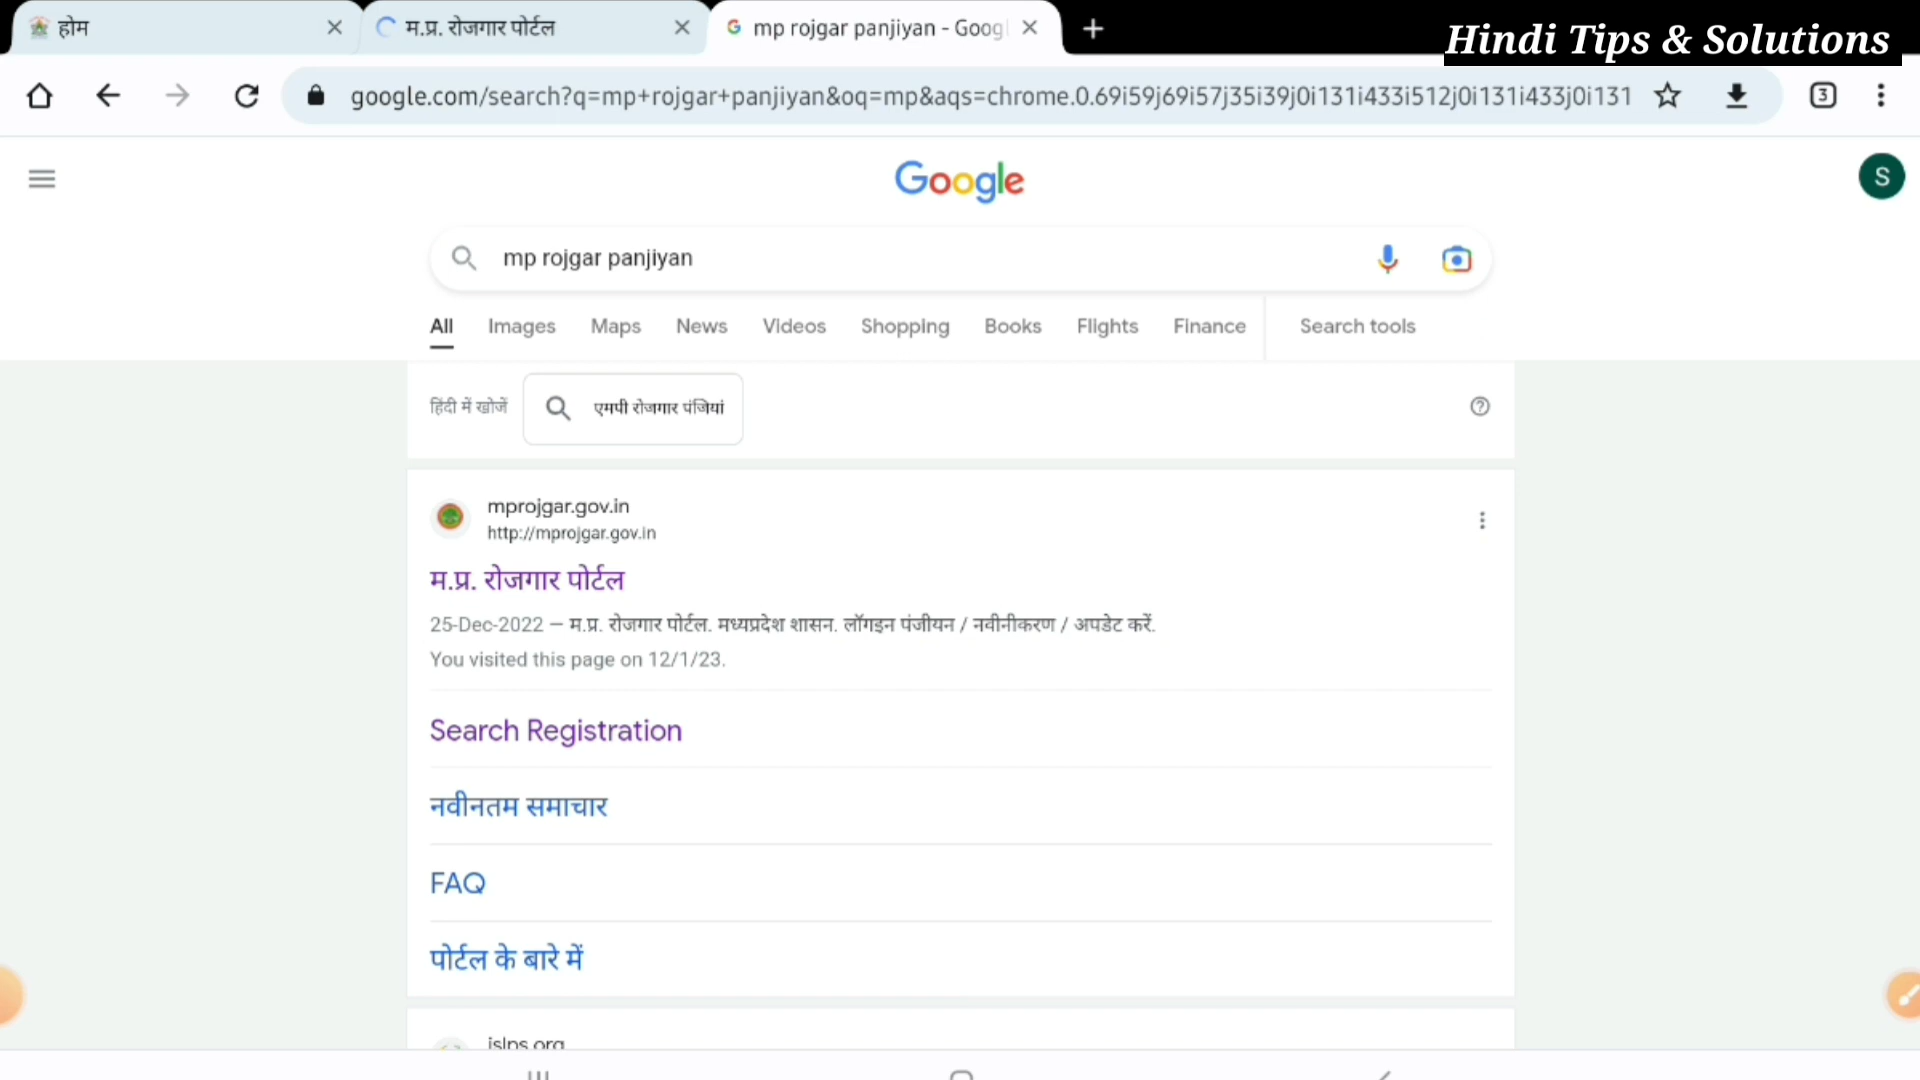 होम
म.प्र. रोजगार पोर्टल
mp rojgar panjiyan - Googl
Hindi Tips & Solutions
google.com/search?q=mp+rojgar+panjiyan&oq=mp&aqs=chrome.0.69i59j69i57j35i39j0i131i433i512j0i131i433j0i131
3
Google
S
mp rojgar panjiyan
All Images Maps News Videos Shopping Books Flights Finance Search tools
हिंदी में खोजें एमपी रोजगार पंजियां
mprojgar.gov.in
http://mprojgar.gov.in
म.प्र. रोजगार पोर्टल
25-Dec-2022 — म.प्र. रोजगार पोर्टल. मध्यप्रदेश शासन. लॉगइन पंजीयन / नवीनीकरण / अपडेट करें.
You visited this page on 12/1/23.
Search Registration
नवीनतम समाचार
FAQ
पोर्टल के बारे में
jslps.org